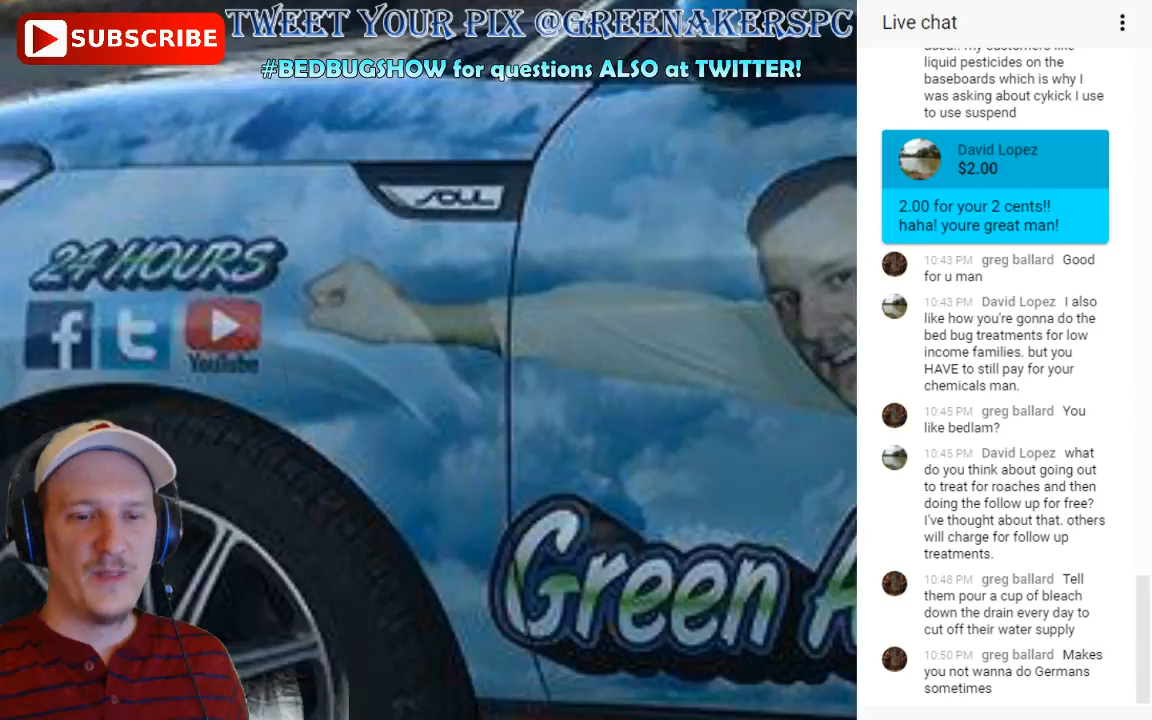 SUBSCRIBE
TWEET YOUR PIX @GREENAKERSPC
#BEDBUGSHOW for questions ALSO at TWITTER!
SOUL
24 HOURS
YouTube
Green A
Live chat
used.. my customers like
liquid pesticides on the
baseboards which is why I
was asking about cykick I use
to use suspend
David Lopez
$2.00
2.00 for your 2 cents!!
haha! youre great man!
10:43 PM greg ballard Good
for u man
10:43 PM David Lopez I also
like how you're gonna do the
bed bug treatments for low
income families. but you
HAVE to still pay for your
chemicals man.
10:45 PM greg ballard You
like bedlam?
10:45 PM David Lopez what
do you think about going out
to treat for roaches and then
doing the follow up for free?
I've thought about that. others
will charge for follow up
treatments.
10:48 PM greg ballard Tell
them pour a cup of bleach
down the drain every day to
cut off their water supply
10:50 PM greg ballard Makes
you not wanna do Germans
sometimes